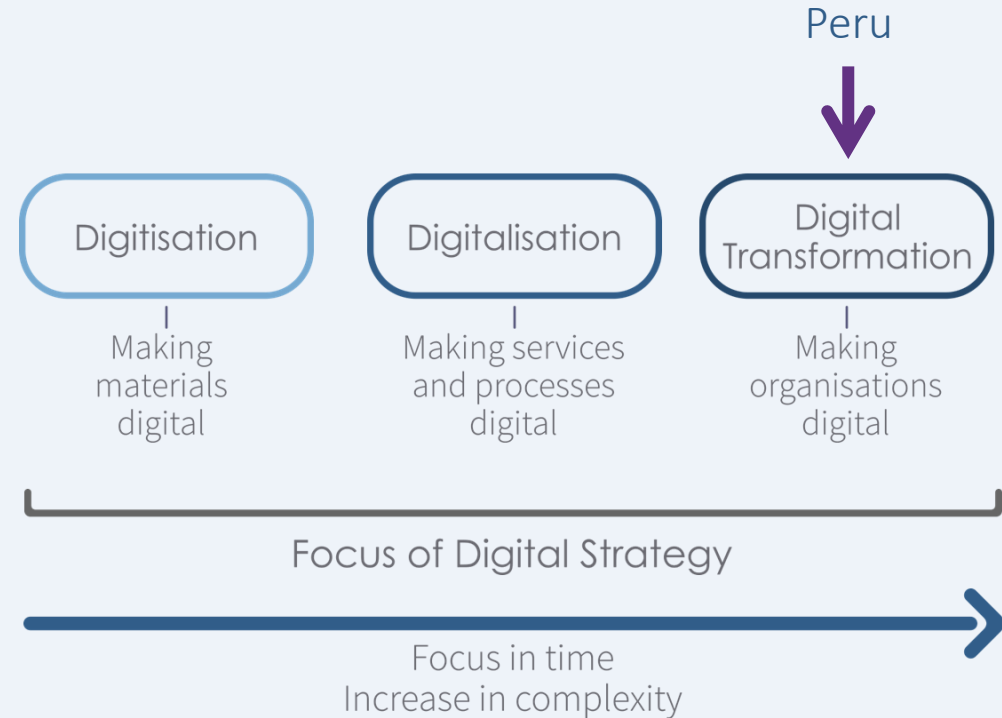 Peru
Digitisation
Digitalisation
Digital
Transformation
Making
materials
digital
Making services
and processes
digital
Making
organisations
digital
Focus of Digital Strategy
Focus in time
Increase in complexity